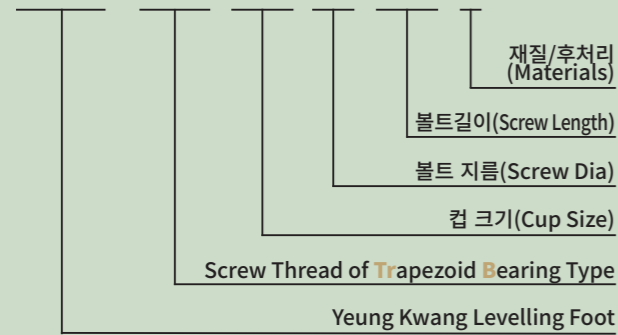 재질/후처리
(Materials)
볼트길이(Screw Length)
볼트 지름(Screw Dia)
컵 크기(Cup Size)
Screw Thread of Trapezoid Bearing Type
Yeung Kwang Levelling Foot